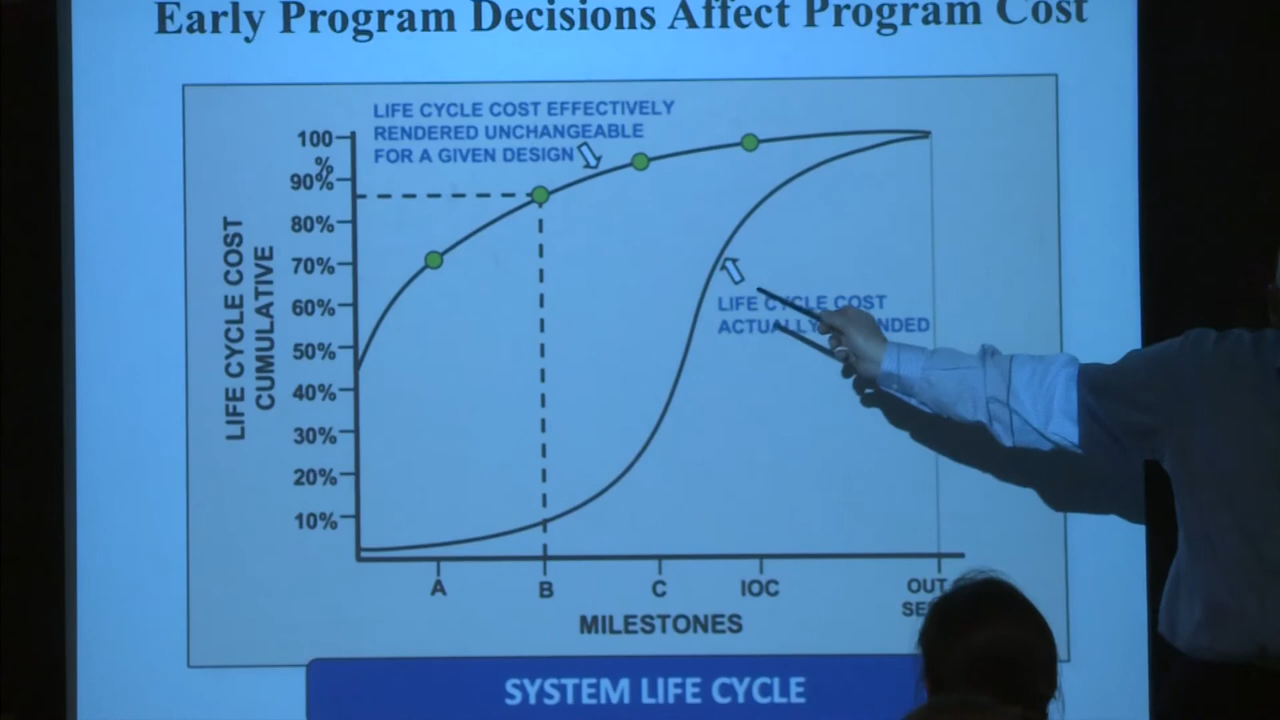 Early Program Decisions Affect Program Cost
LIFE CYCLE COST EFFECTIVELY
RENDERED UNCHANGEABLE
FOR A GIVEN DESIGN
100
%
90%
80%
70%
60%
50%
40%
30%
20%
10%
LIFE CYCLE COST
CUMULATIVE
LIFE CYCLE COST
ACTUALLY
A
B
C
IOC
OUT
MILESTONES
SYSTEM LIFE CYCLE